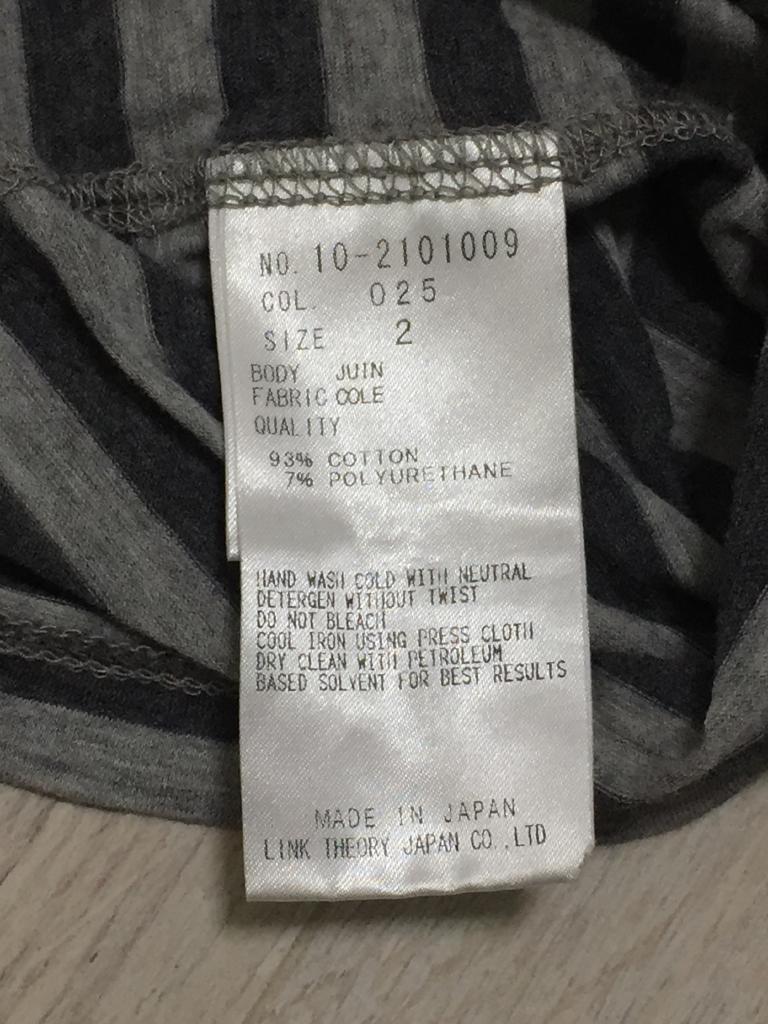 NO. 10-2101009
COL. 025
SIZE 2
BODY JUIN
FABRIC COLE
QUALITY
93% COTTON
7% POLYURETHANE
HAND WASH COLD WITH NEUTRAL
DETERGEN WITHOUT TWIST
DO NOT BLEACH
COOL IRON USING PRESS CLOTH
DRY CLEAN WITH PETROLEUM
BASED SOLVENT FOR BEST RESULTS
MADE IN JAPAN
LINK THEORY JAPAN CO.,LTD